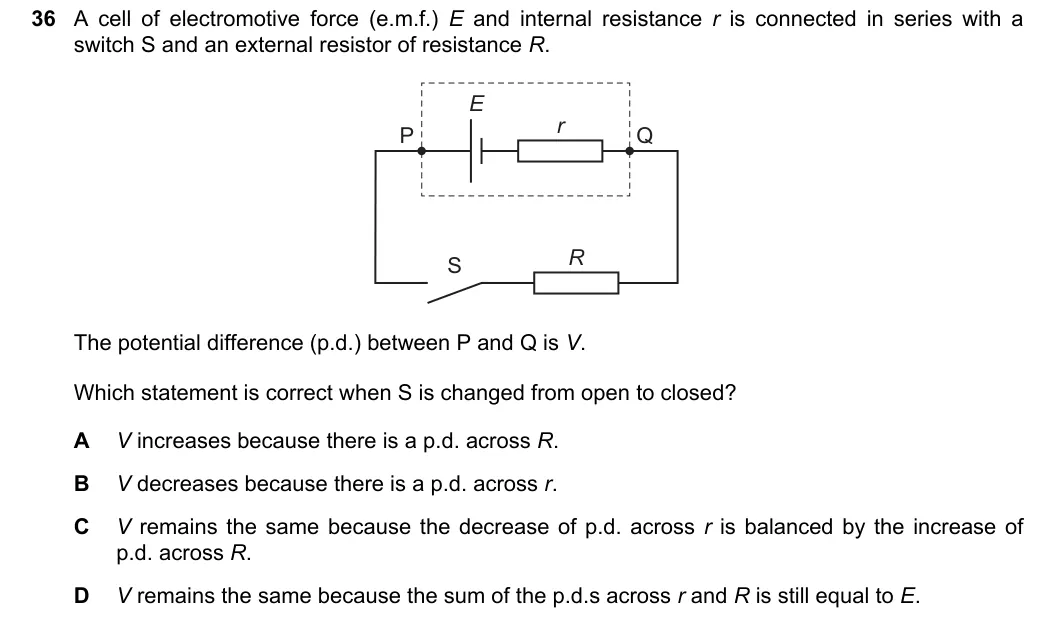 36 A cell of electromotive force (e.m.f.) E and internal resistance r is connected in series with a
switch S and an external resistor of resistance R.
E
P
r
Q
S
R
The potential difference (p.d.) between P and Q is V.
Which statement is correct when S is changed from open to closed?
A V increases because there is a p.d. across R.
B V decreases because there is a p.d. across r.
C V remains the same because the decrease of p.d. across r is balanced by the increase of
p.d. across R.
D V remains the same because the sum of the p.d.s across r and R is still equal to E.